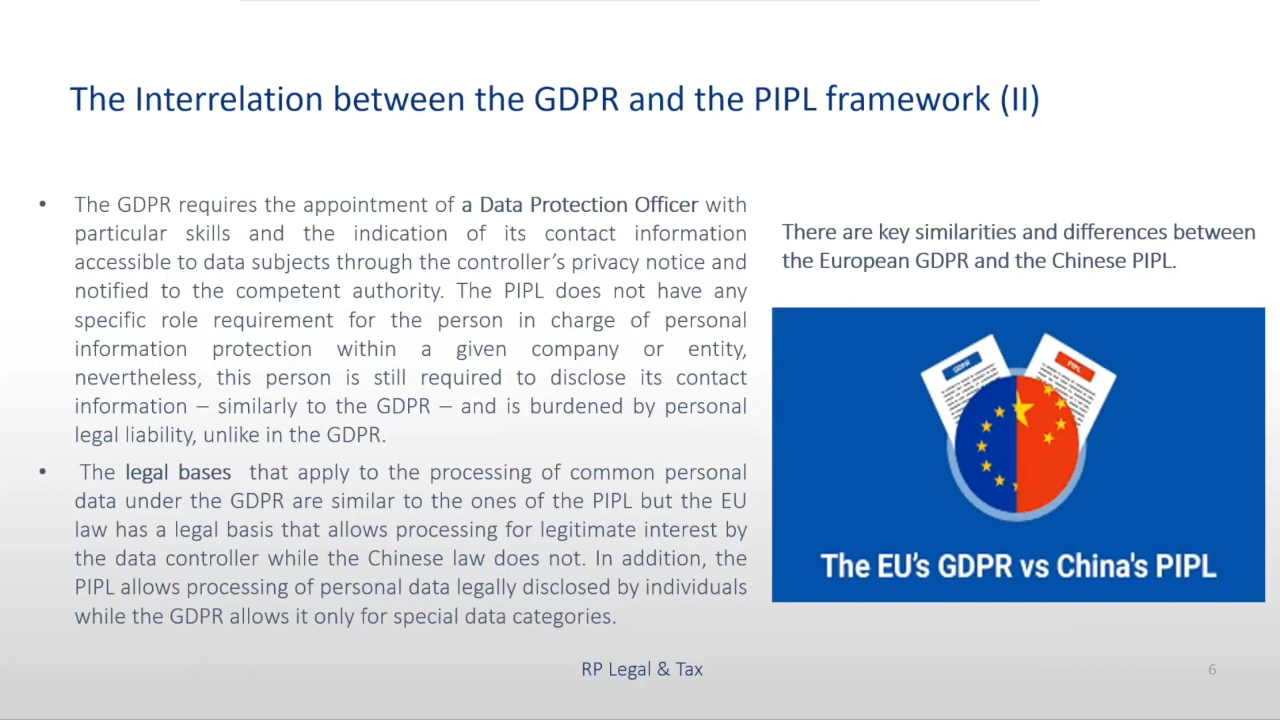 The Interrelation between the GDPR and the PIPL framework (II)
• The GDPR requires the appointment of a Data Protection Officer with
particular skills and the indication of its contact information
accessible to data subjects through the controller’s privacy notice and
notified to the competent authority. The PIPL does not have any
specific role requirement for the person in charge of personal
information protection within a given company or entity,
nevertheless, this person is still required to disclose its contact
information – similarly to the GDPR – and is burdened by personal
legal liability, unlike in the GDPR.
• The legal bases that apply to the processing of common personal
data under the GDPR are similar to the ones of the PIPL but the EU
law has a legal basis that allows processing for legitimate interest by
the data controller while the Chinese law does not. In addition, the
PIPL allows processing of personal data legally disclosed by individuals
while the GDPR allows it only for special data categories.
There are key similarities and differences between
the European GDPR and the Chinese PIPL.
GDPR
PIPL
The EU's GDPR vs China's PIPL
RP Legal & Tax
6